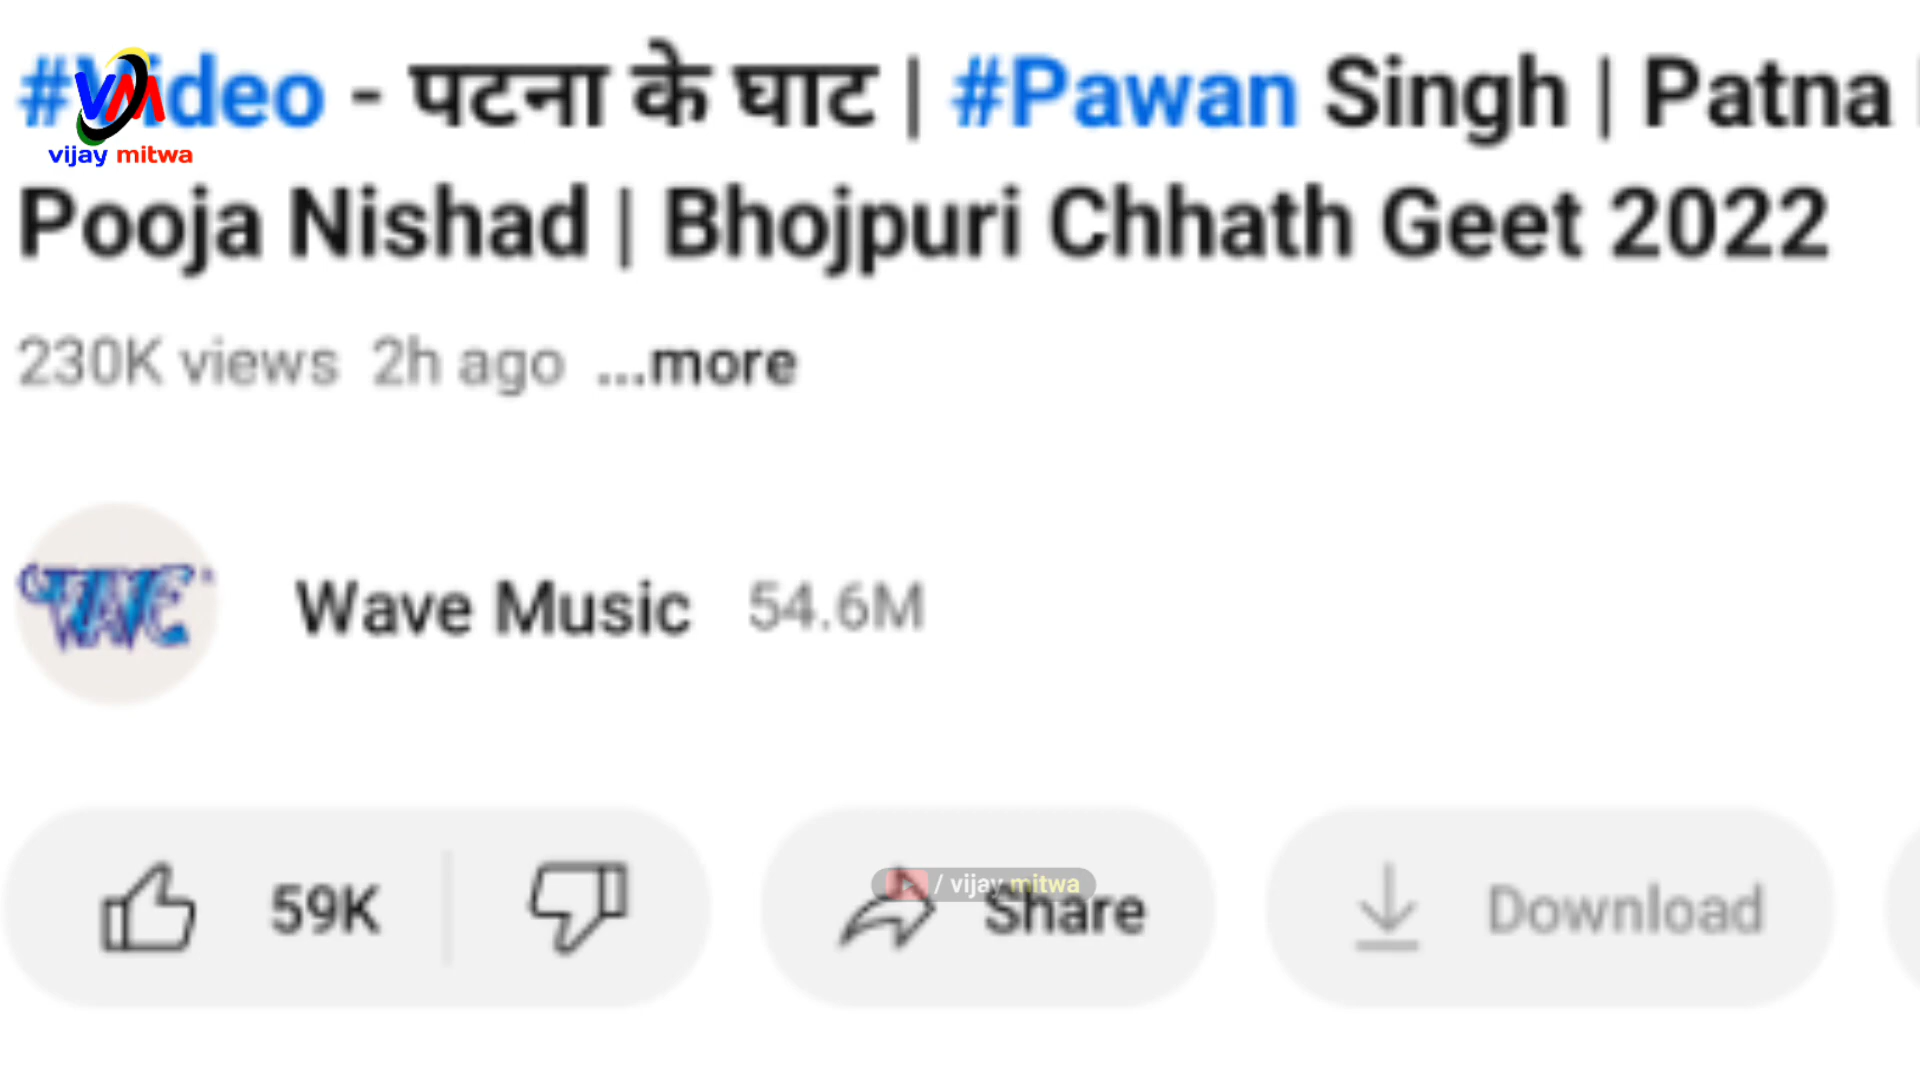 #Video - पटना के घाट | #Pawan Singh | Patna
Pooja Nishad | Bhojpuri Chhath Geet 2022
vijay mitwa
230K views 2h ago ...more
WAVE
Wave Music 54.6M
59K Share Download
/ vijay mitwa